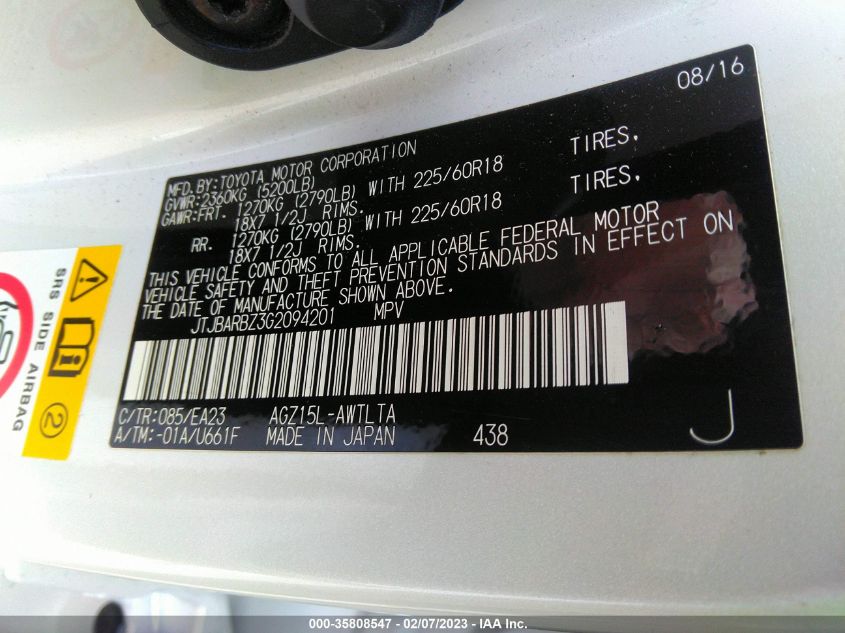 08/16
MFD.BY:TOYOTA MOTOR CORPORATION
GVWR:2360KG (5200LB)
GAWR:FRT. 1270KG (2790LB) WITH 225/60R18 TIRES,
18X7 1/2J RIMS.
RR. 1270KG (2790LB) WITH 225/60R18 TIRES,
18X7 1/2J RIMS.
THIS VEHICLE CONFORMS TO ALL APPLICABLE FEDERAL MOTOR
VEHICLE SAFETY AND THEFT PREVENTION STANDARDS IN EFFECT ON
THE DATE OF MANUFACTURE SHOWN ABOVE.
JTJBARBZ3G2094201 MPV
C/TR:085/EA23 AGZ15L-AWTLTA
A/TM:-01A/U661F MADE IN JAPAN 438
J
SRS SIDE AIRBAG
2
000-35808547 - 02/07/2023 - IAA Inc.